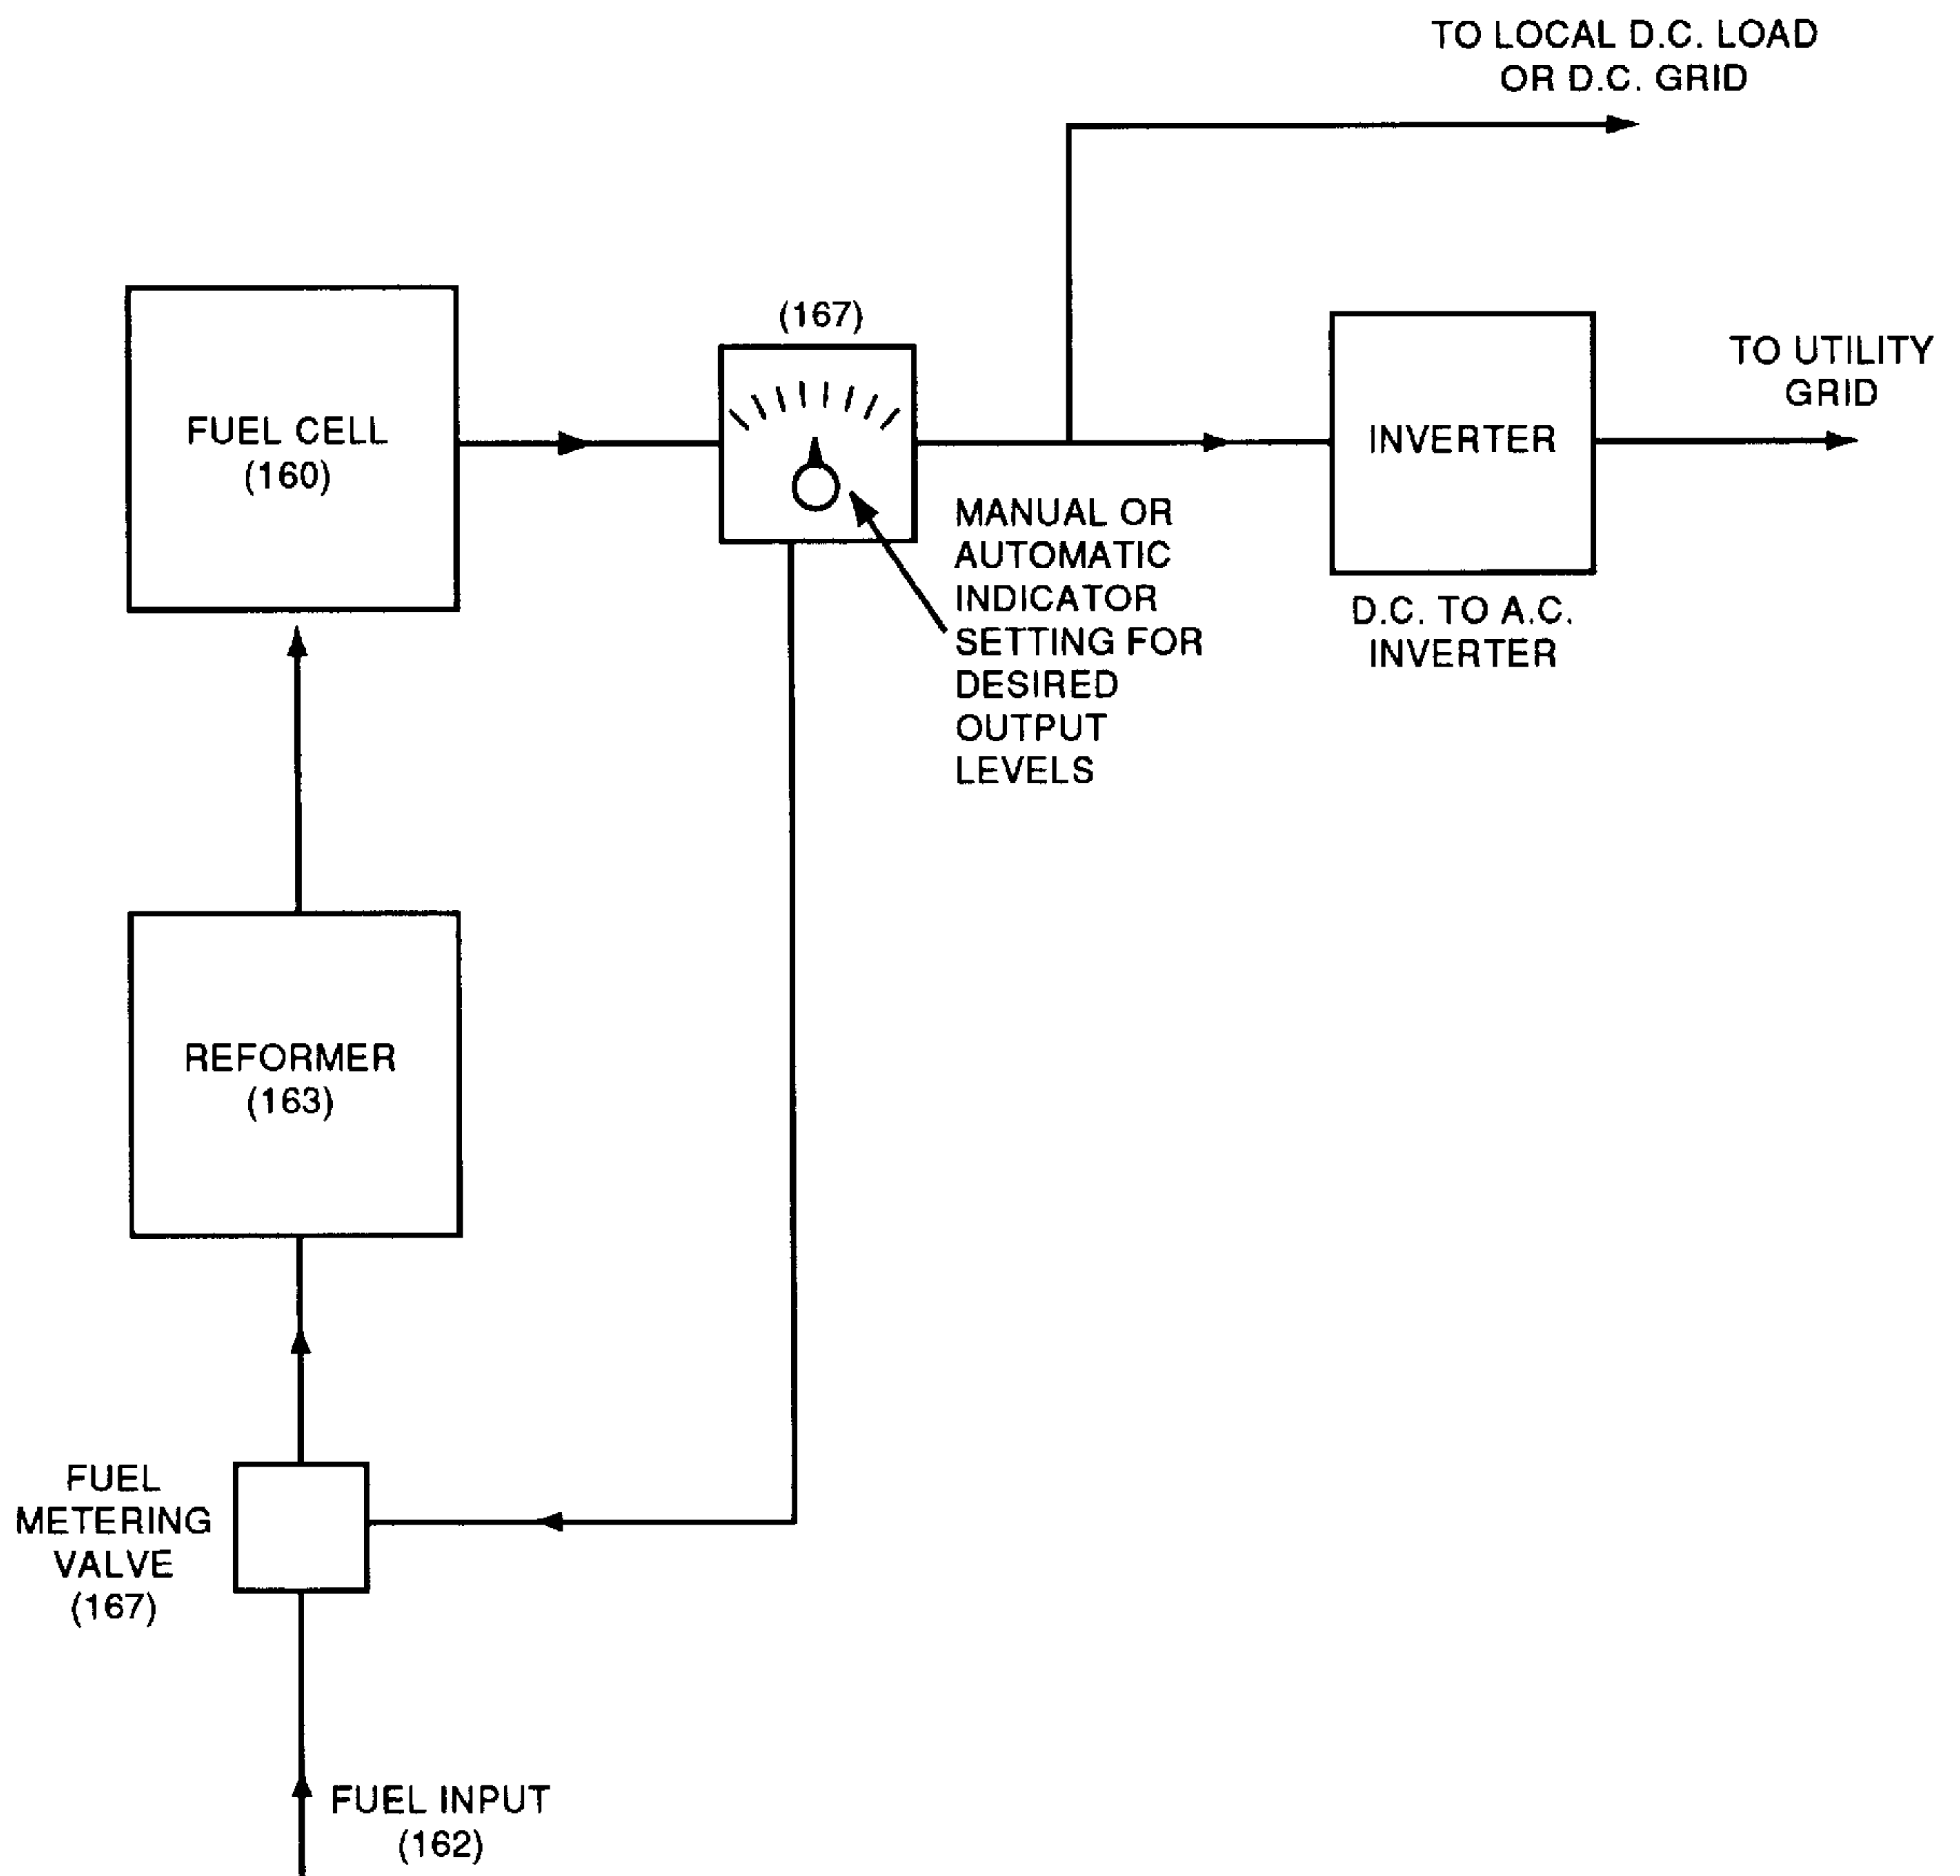 TO LOCAL D.C. LOAD
OR D.C. GRID
(167)
FUEL CELL
(160)
INVERTER
TO UTILITY
GRID
MANUAL OR
AUTOMATIC
INDICATOR
SETTING FOR
DESIRED
OUTPUT
LEVELS
D.C. TO A.C.
INVERTER
REFORMER
(163)
FUEL
METERING
VALVE
(167)
FUEL INPUT
(162)